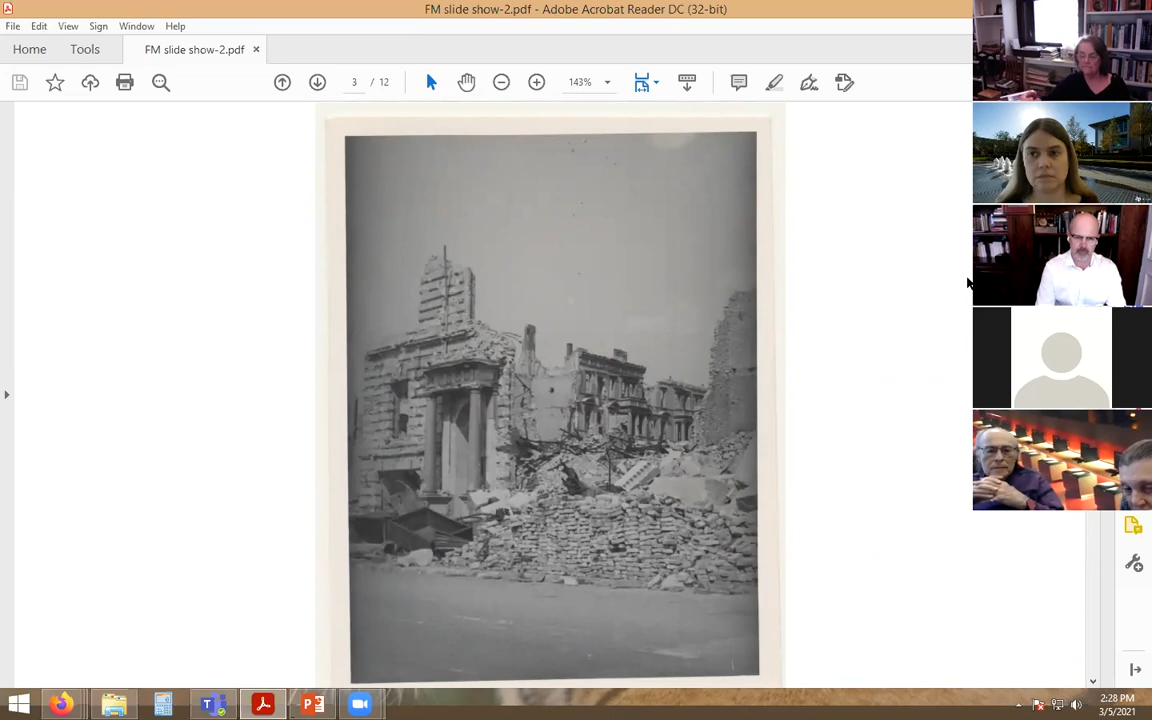 FM slide show-2.pdf - Adobe Acrobat Reader DC (32-bit)
File Edit View Sign Window Help
Home Tools FM slide show-2.pdf ×
3 / 12 143%
2:28 PM
3/5/2021